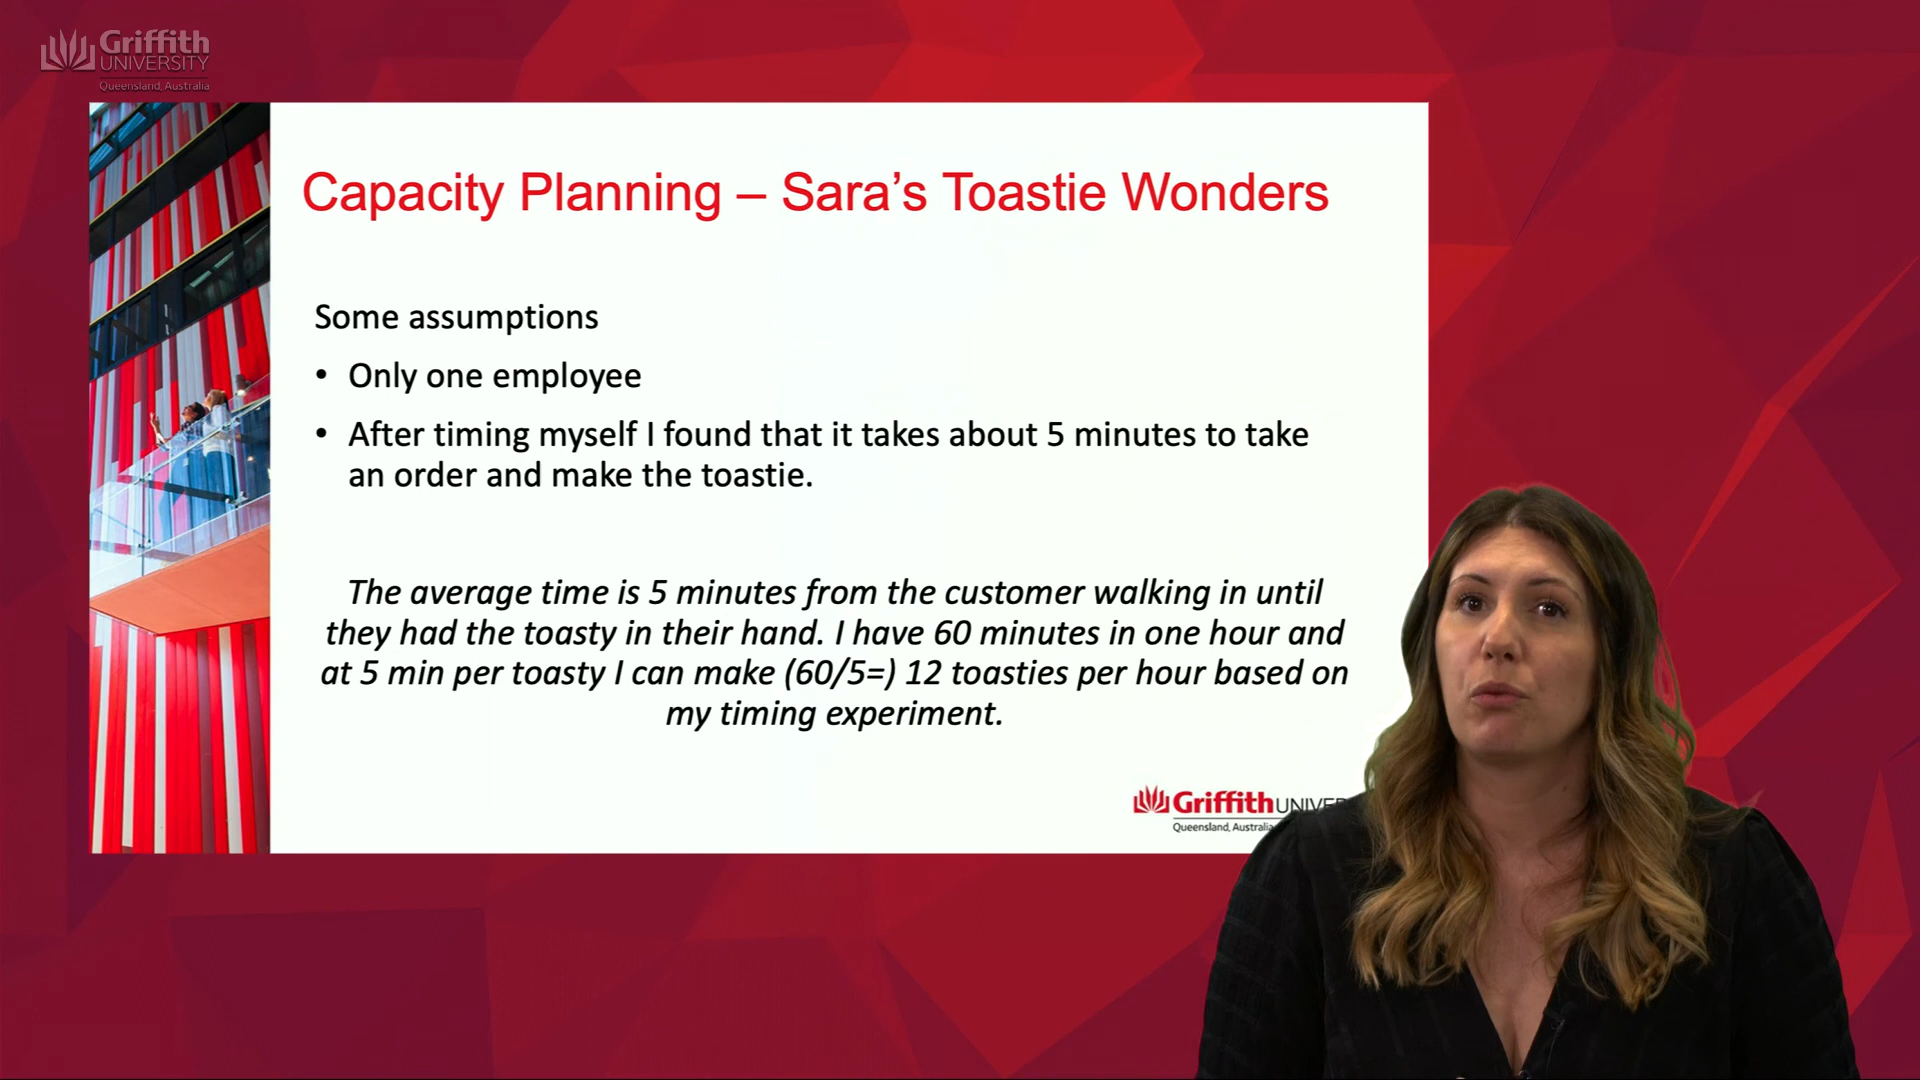 Griffith
UNIVERSITY
Queensland, Australia
Capacity Planning – Sara’s Toastie Wonders
Some assumptions
• Only one employee
• After timing myself I found that it takes about 5 minutes to take
an order and make the toastie.
The average time is 5 minutes from the customer walking in until
they had the toasty in their hand. I have 60 minutes in one hour and
at 5 min per toasty I can make (60/5=) 12 toasties per hour based on
my timing experiment.
Griffith UNIVER
Queensland, Australia